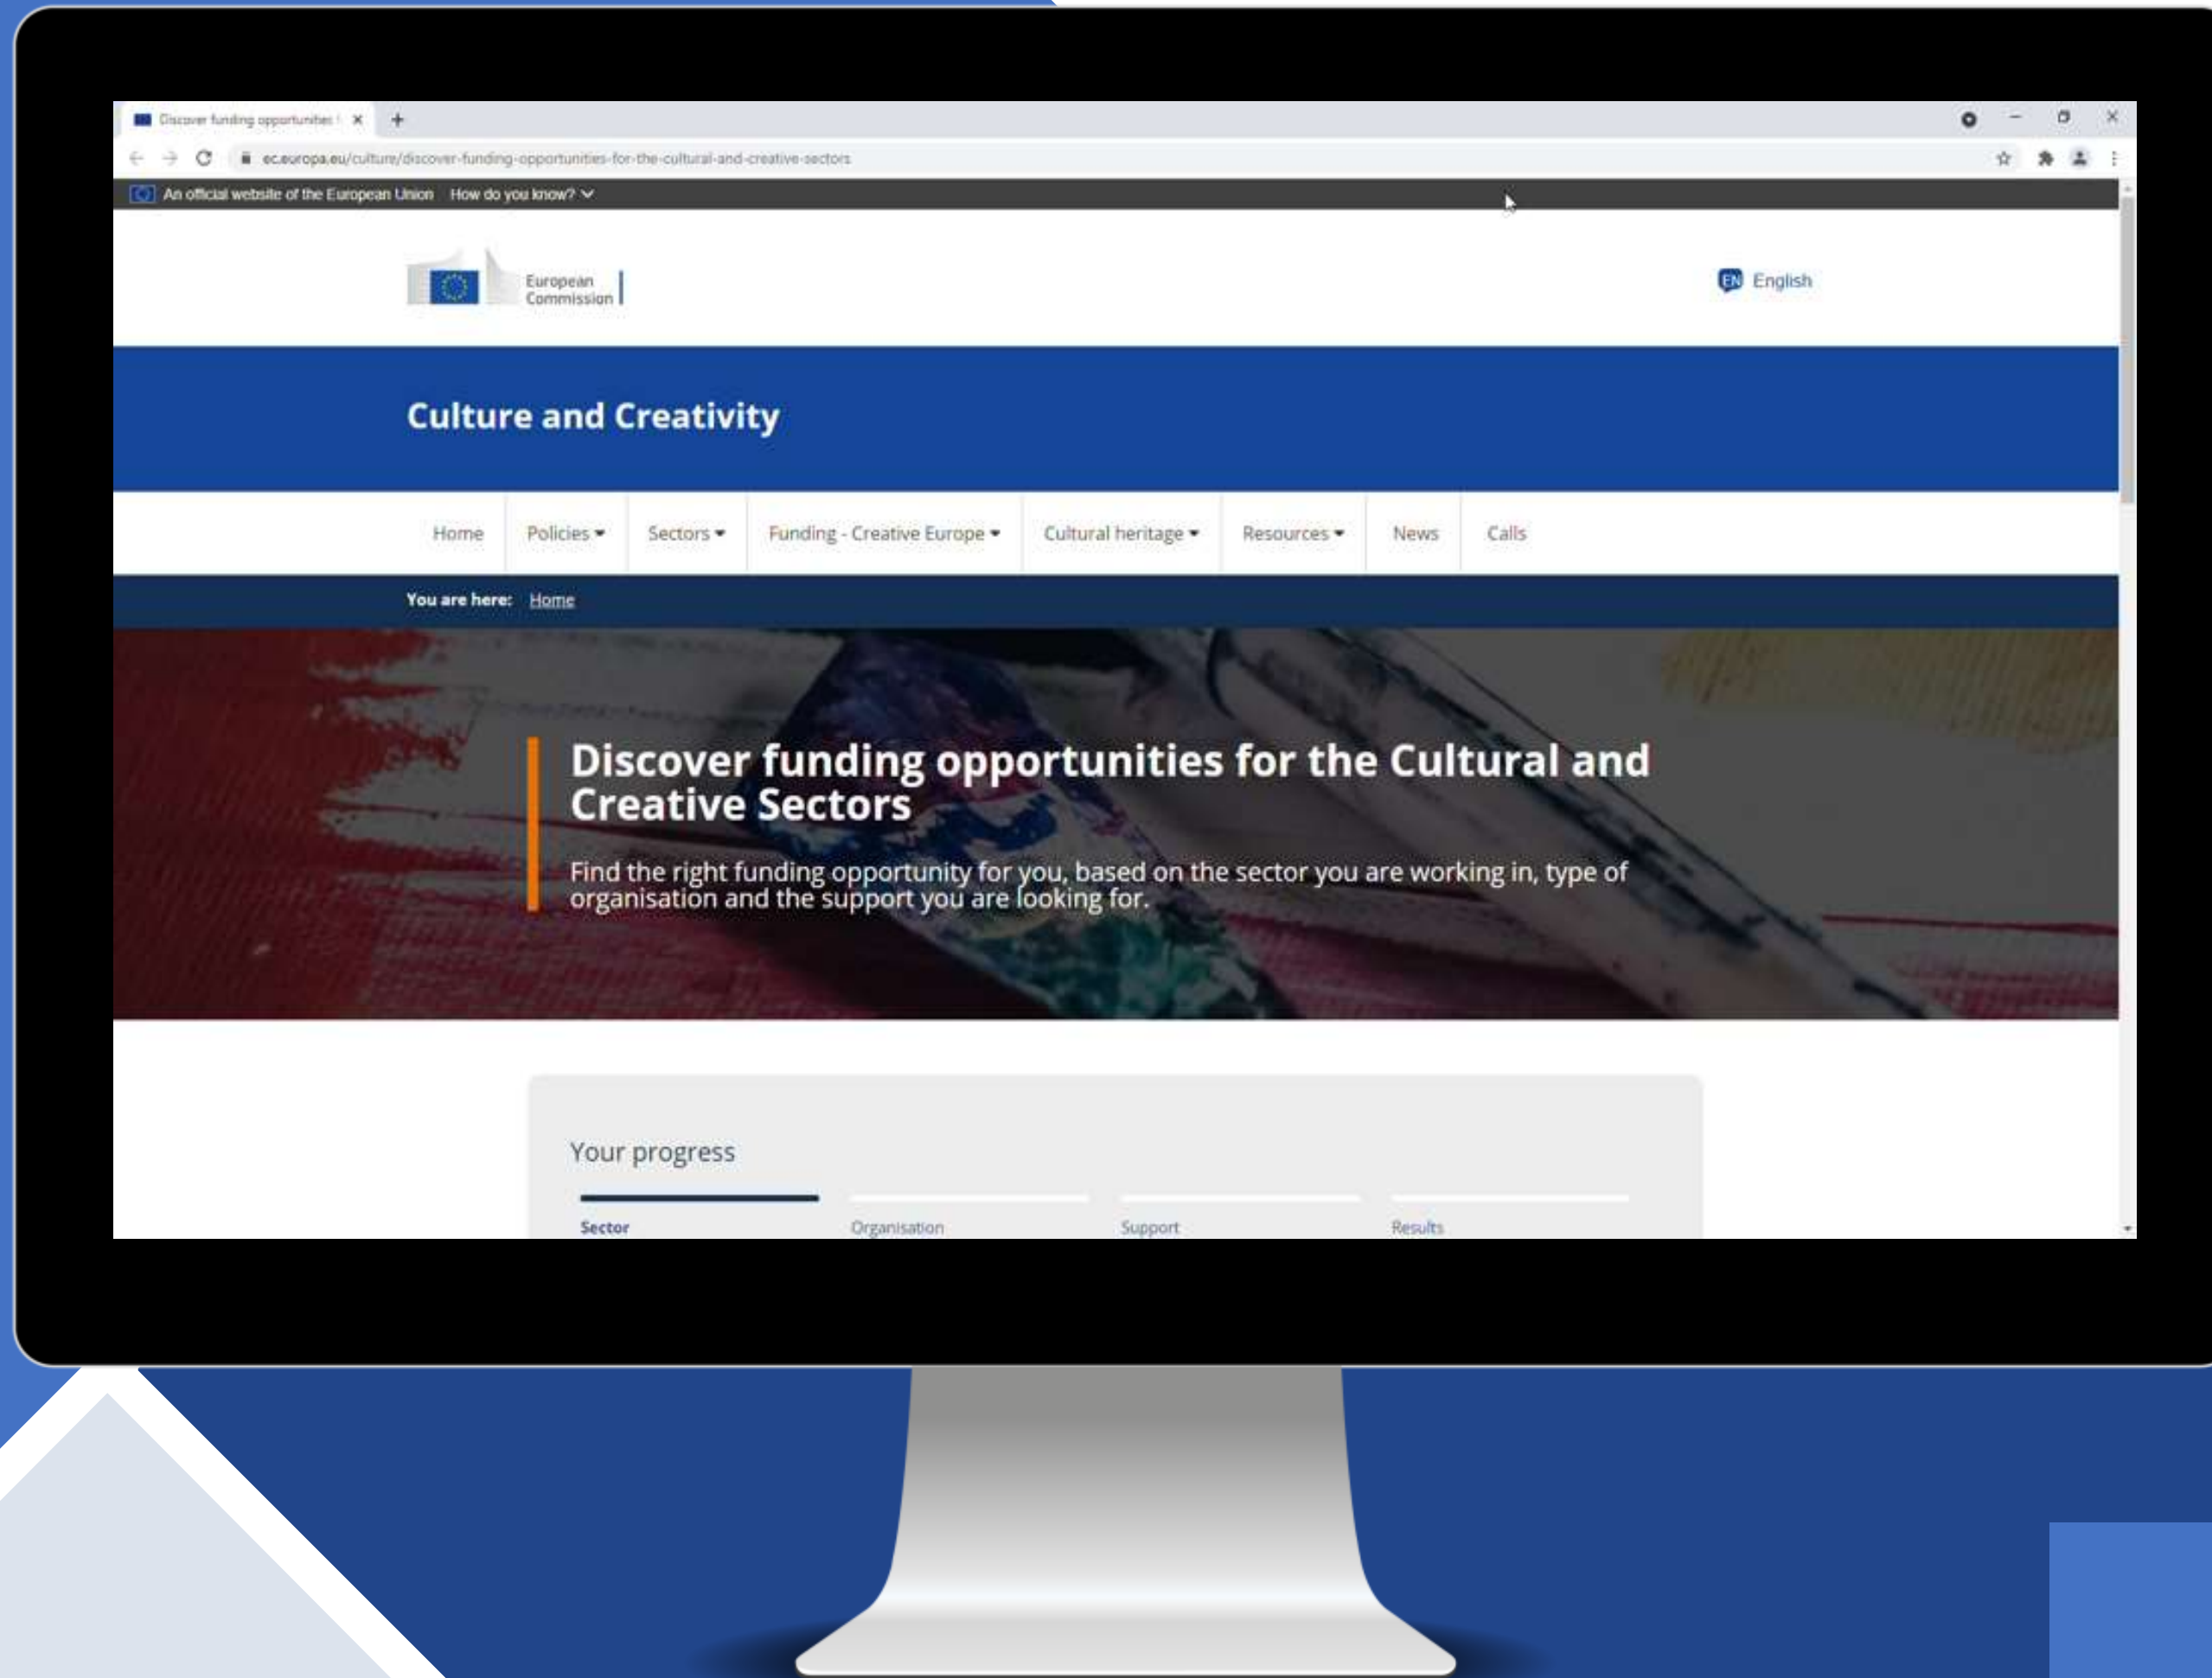 Discover funding opportunities
ec.europa.eu/culture/discover-funding-opportunities-for-the-cultural-and-creative-sectors
An official website of the European Union How do you know?
European
Commission
EN English
Culture and Creativity
Home Policies Sectors Funding - Creative Europe Cultural heritage Resources News Calls
You are here: Home
Discover funding opportunities for the Cultural and
Creative Sectors
Find the right funding opportunity for you, based on the sector you are working in, type of
organisation and the support you are looking for.
Your progress
Sector Organisation Support Results